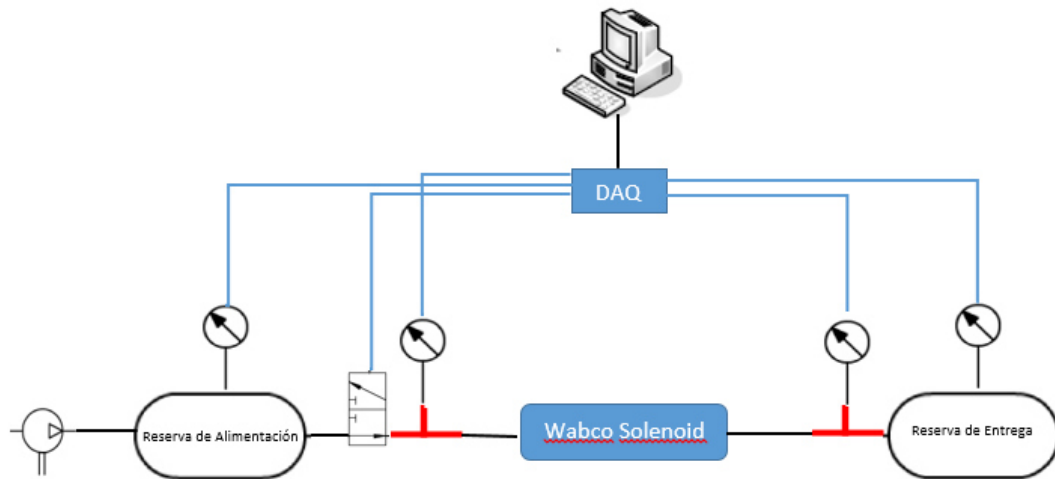 DAQ
Reserva de Alimentación
Wabco Solenoid
Reserva de Entrega